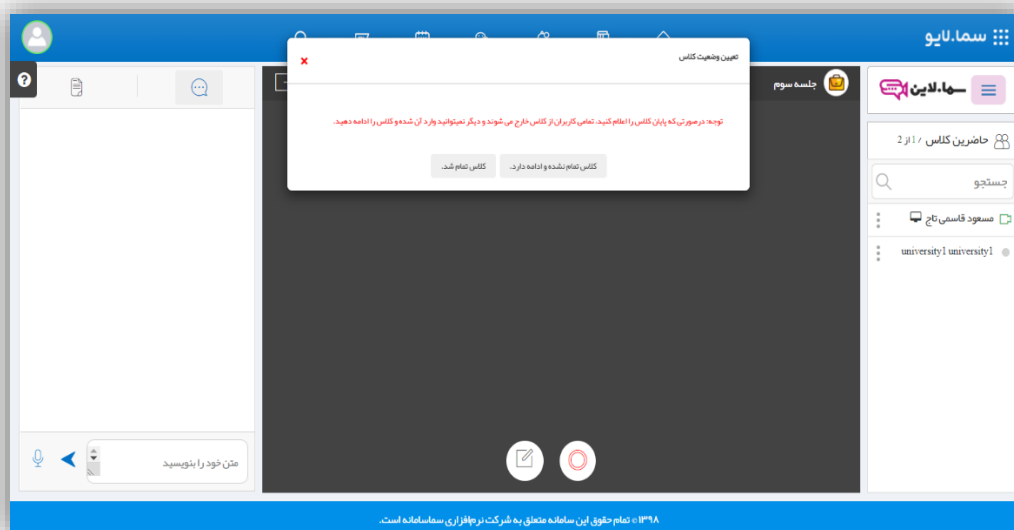 سما.لایو
تعیین وضعیت کلاس
توجه: درصورتی که پایان کلاس را اعلام کنید، تمامی کاربران از کلاس خارج می شوند و دیگر نمیتوانید وارد آن شده و کلاس را ادامه دهید.
کلاس تمام نشده و ادامه دارد.
کلاس تمام شد.
جلسه سوم
سما.لاین
حاضرین کلاس / 1 از 2
جستجو
مسعود قاسمی تاج
university1 university1
متن خود را بنویسید
?
۱۳۹۸ © تمام حقوق این سامانه متعلق به شرکت نرم‌افزاری سماسامانه است.